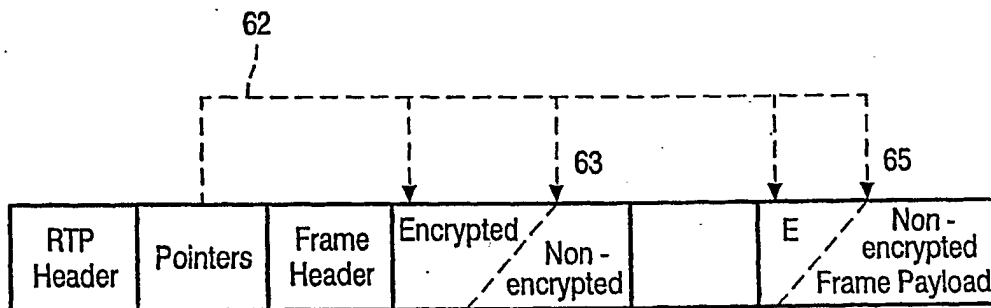 62
63
65
RTP
Header
Pointers
Frame
Header
Encrypted
Non -
encrypted
E
Non -
encrypted
Frame Payload